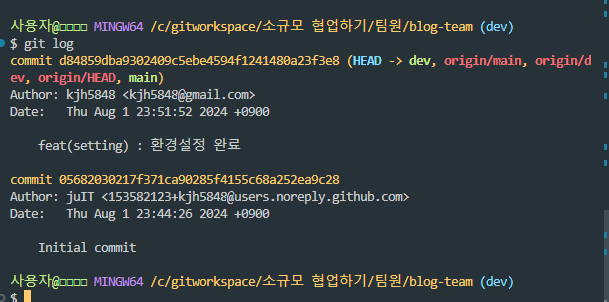 사용자@□□□□ MINGW64 /c/gitworkspace/소규모 협업하기/팀원/blog-team (dev)
$ git log
commit d84859dba9302409c5ebe4594f1241480a23f3e8 (HEAD -> dev, origin/main, origin/d
ev, origin/HEAD, main)
Author: kjh5848 <kjh5848@gmail.com>
Date:   Thu Aug 1 23:51:52 2024 +0900

    feat(setting) : 환경설정 완료

commit 05682030217f371ca90285f4155c68a252ea9c28
Author: juIT <153582123+kjh5848@users.noreply.github.com>
Date:   Thu Aug 1 23:44:26 2024 +0900

    Initial commit

사용자@□□□□ MINGW64 /c/gitworkspace/소규모 협업하기/팀원/blog-team (dev)
$